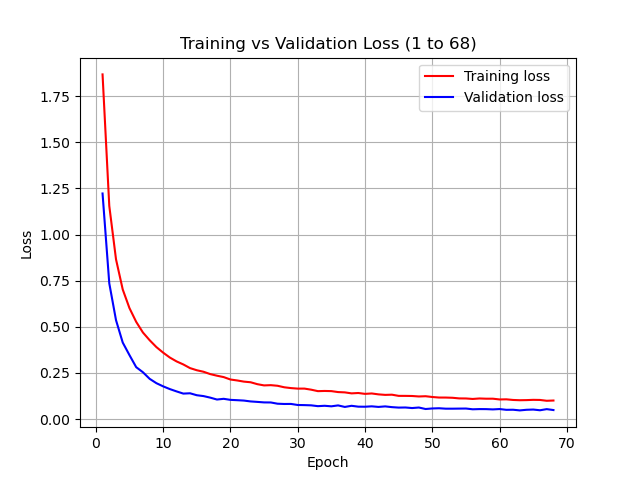 Training vs Validation Loss (1 to 68)
Training loss
Validation loss
Loss
1.75
1.50
1.25
1.00
0.75
0.50
0.25
0.00
0 10 20 30 40 50 60 70
Epoch